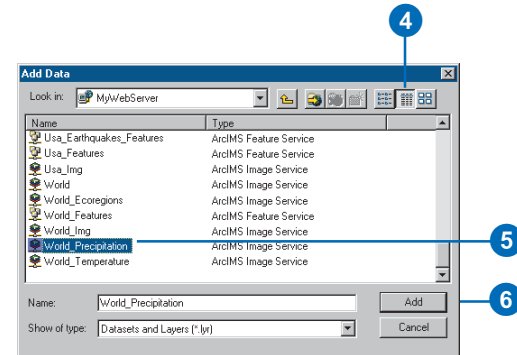 4
Add Data
Look in: MyWebServer
Name Type
Usa_Earthquakes_Features ArcIMS Feature Service
Usa_Features ArcIMS Feature Service
Usa_Img ArcIMS Image Service
World ArcIMS Image Service
World_Ecoregions ArcIMS Image Service
World_Features ArcIMS Feature Service
World_Img ArcIMS Image Service
World_Precipitation ArcIMS Image Service
5
World_Temperature ArcIMS Image Service
Name: World_Precipitation Add
6
Show of type: Datasets and Layers (*.lyr) Cancel